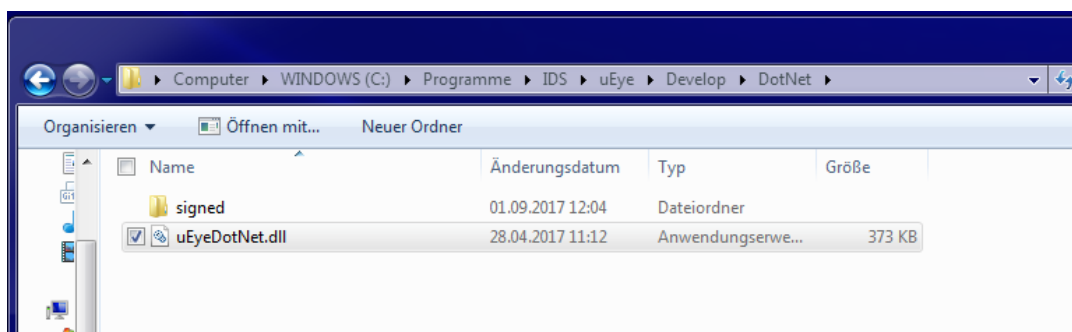 Computer ▸ WINDOWS (C:) ▸ Programme ▸ IDS ▸ uEye ▸ Develop ▸ DotNet ▸
Organisieren Öffnen mit... Neuer Ordner
Name Änderungsdatum Typ Größe
signed 01.09.2017 12:04 Dateiordner
uEyeDotNet.dll 28.04.2017 11:12 Anwendungserwe... 373 KB